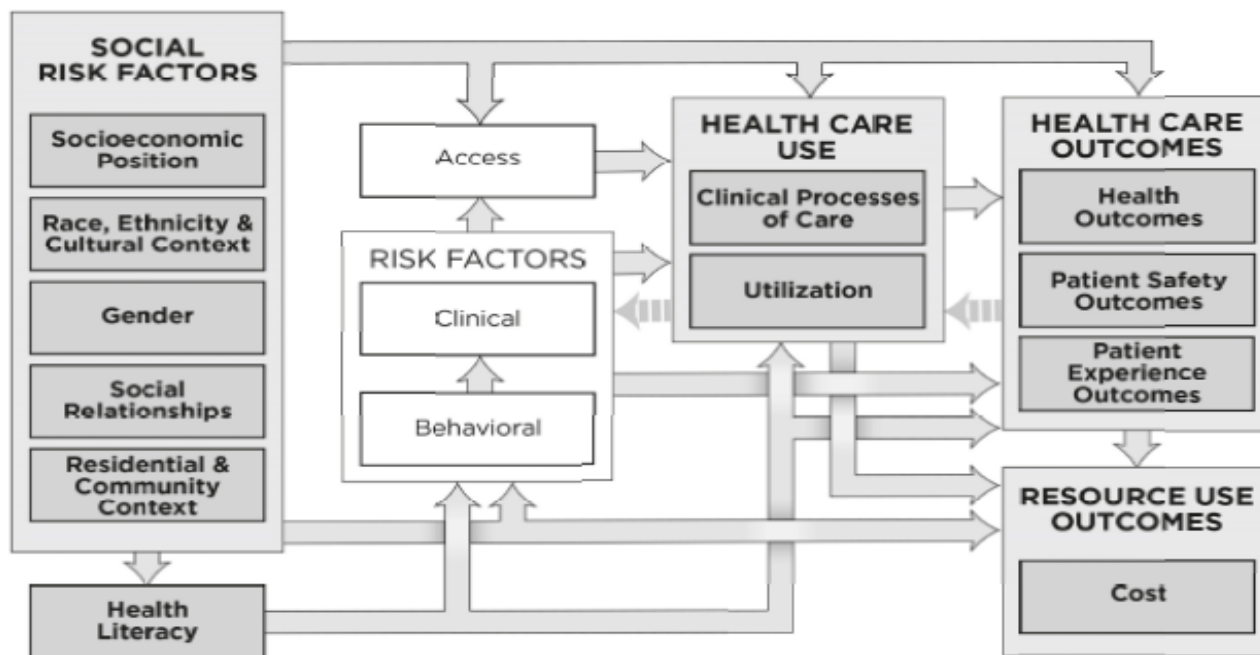 SOCIAL
RISK FACTORS
Socioeconomic
Position
Race, Ethnicity &
Cultural Context
Gender
Social
Relationships
Residential &
Community
Context
Health
Literacy
Access
RISK FACTORS
Clinical
Behavioral
HEALTH CARE
USE
Clinical Processes
of Care
Utilization
HEALTH CARE
OUTCOMES
Health
Outcomes
Patient Safety
Outcomes
Patient
Experience
Outcomes
RESOURCE USE
OUTCOMES
Cost